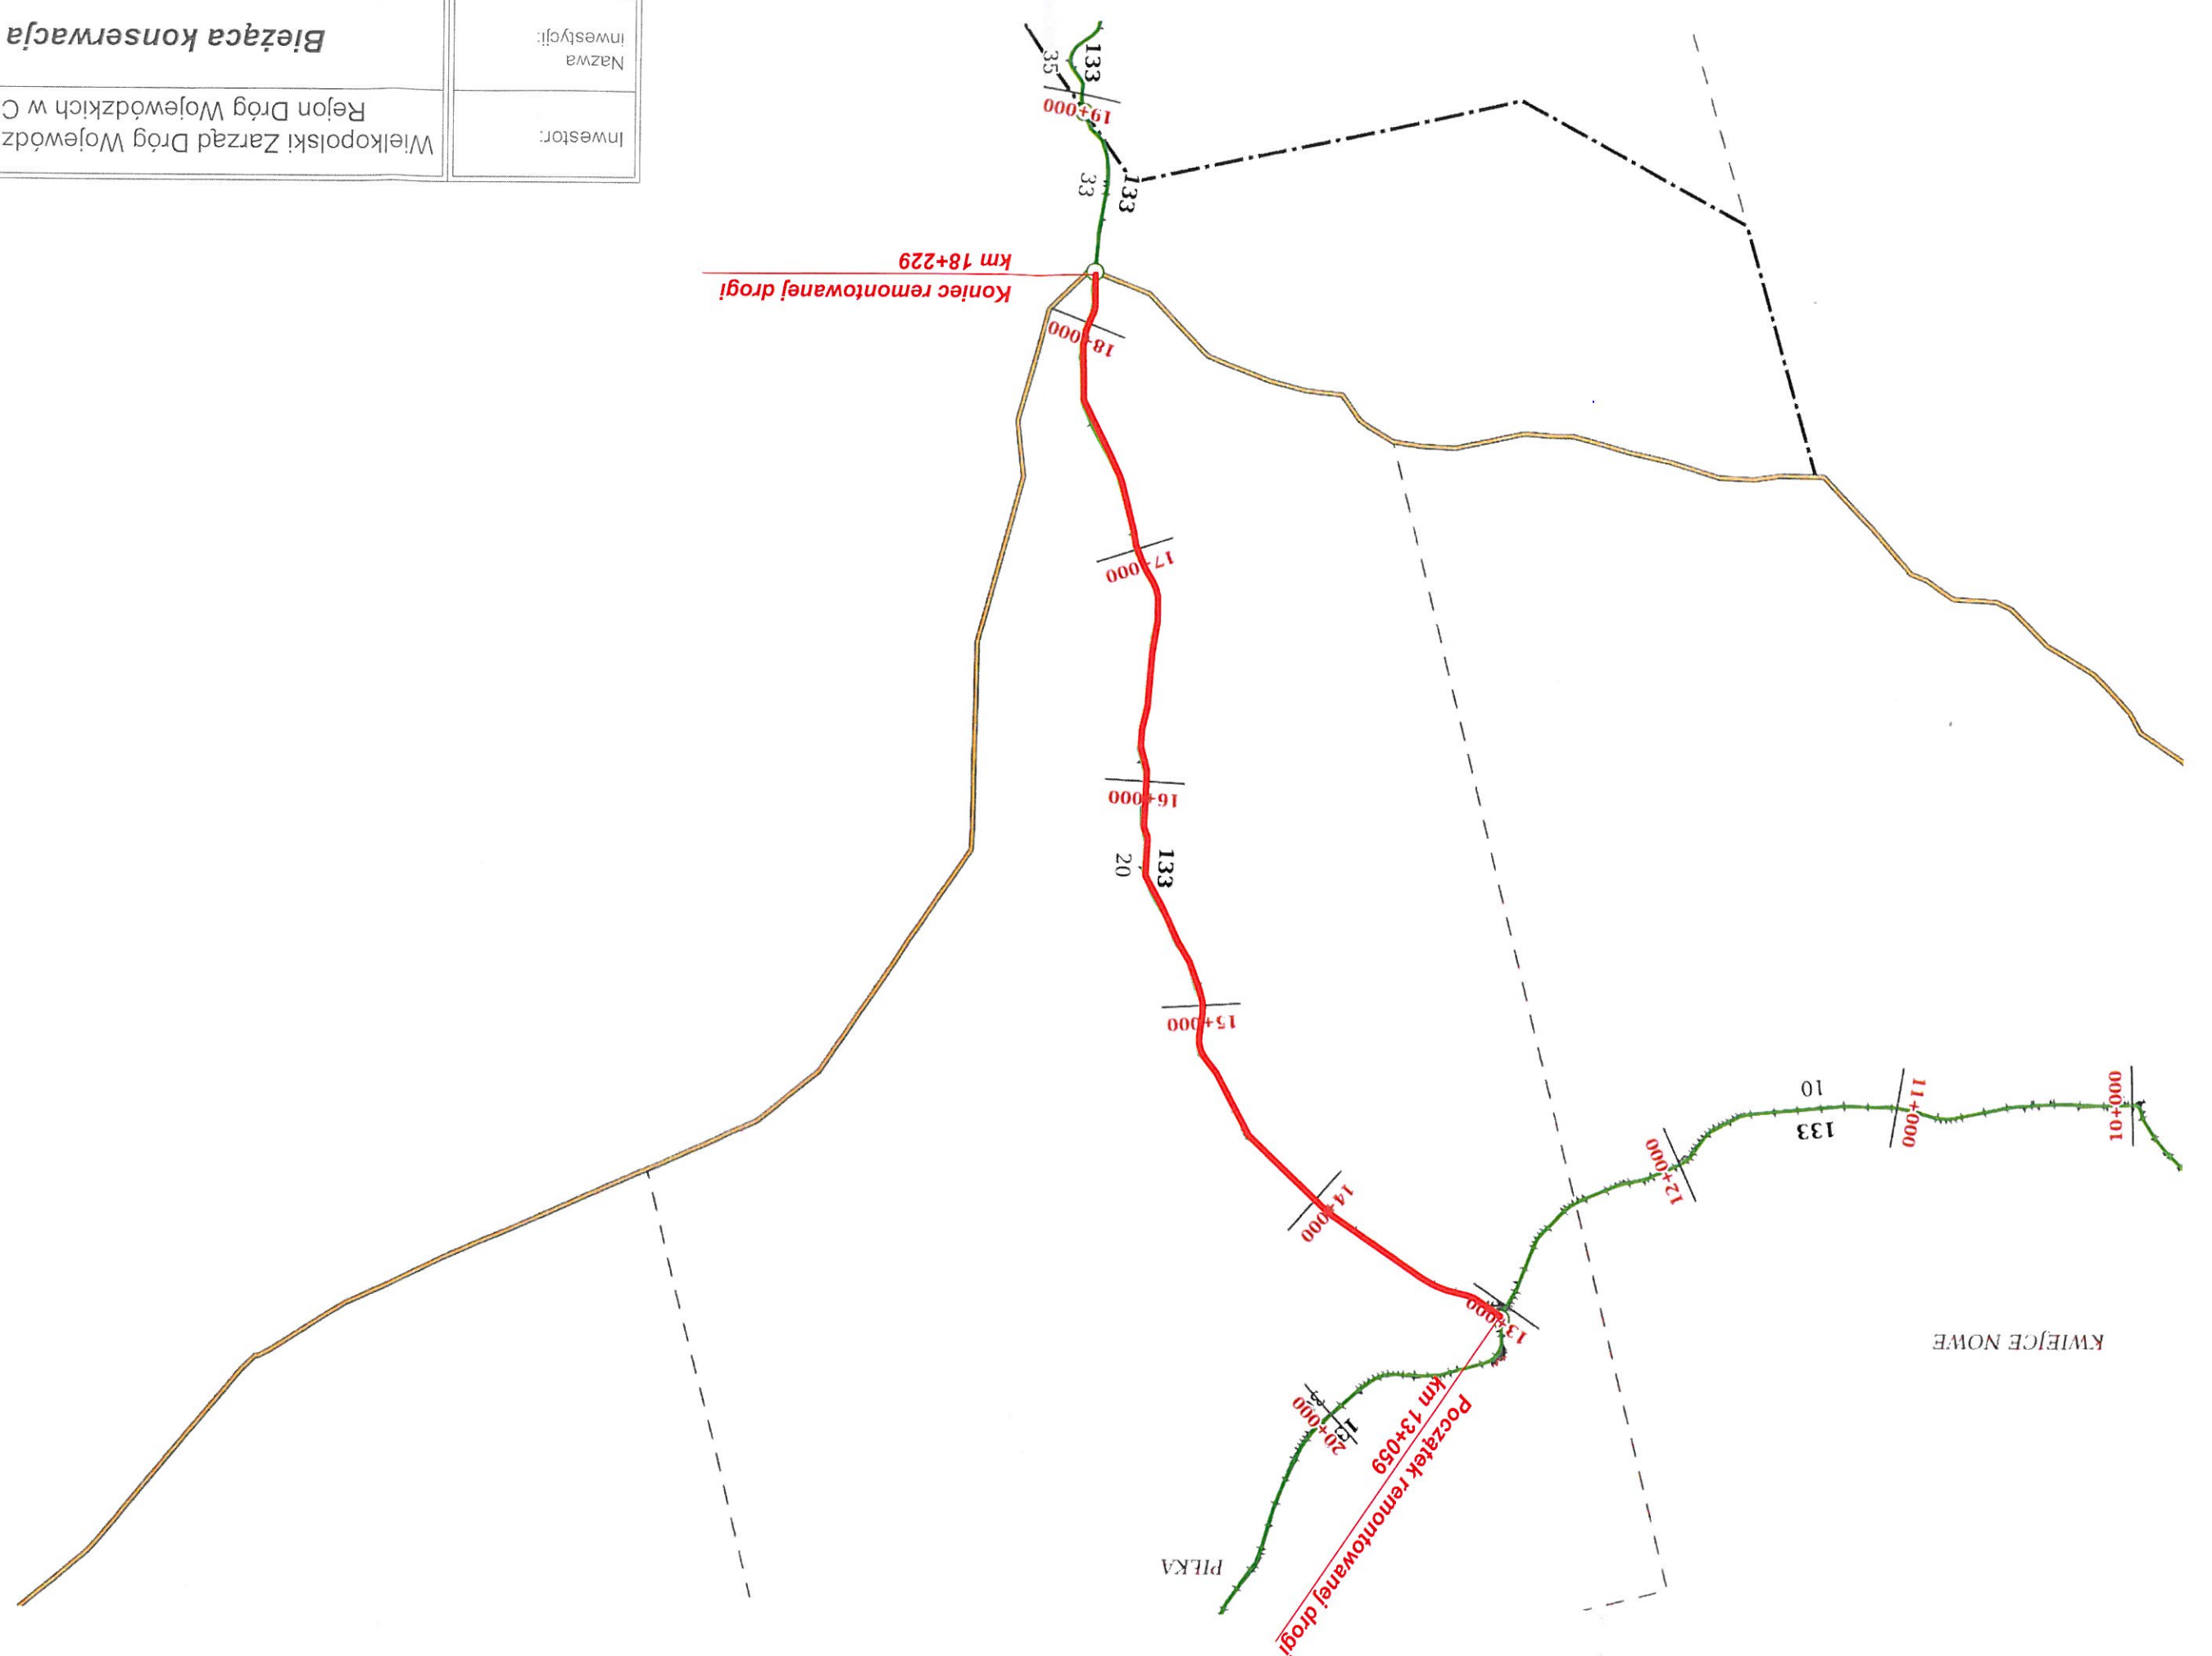 Początek remontowanej drogi
km 13+059
PIŁKA
KWIEJCE NOWE
20+000
13+000
14+000
12+000
133
10
11+000
10+000
15+000
133
20
16+000
17+000
18+000
Koniec remontowanej drogi
km 18+229
133
33
19+000
133
35
Inwestor:
Wielkopolski Zarząd Dróg Wojewódz
Rejon Dróg Wojewódzkich w C
Nazwa
inwestycji:
Bieżąca konserwacja